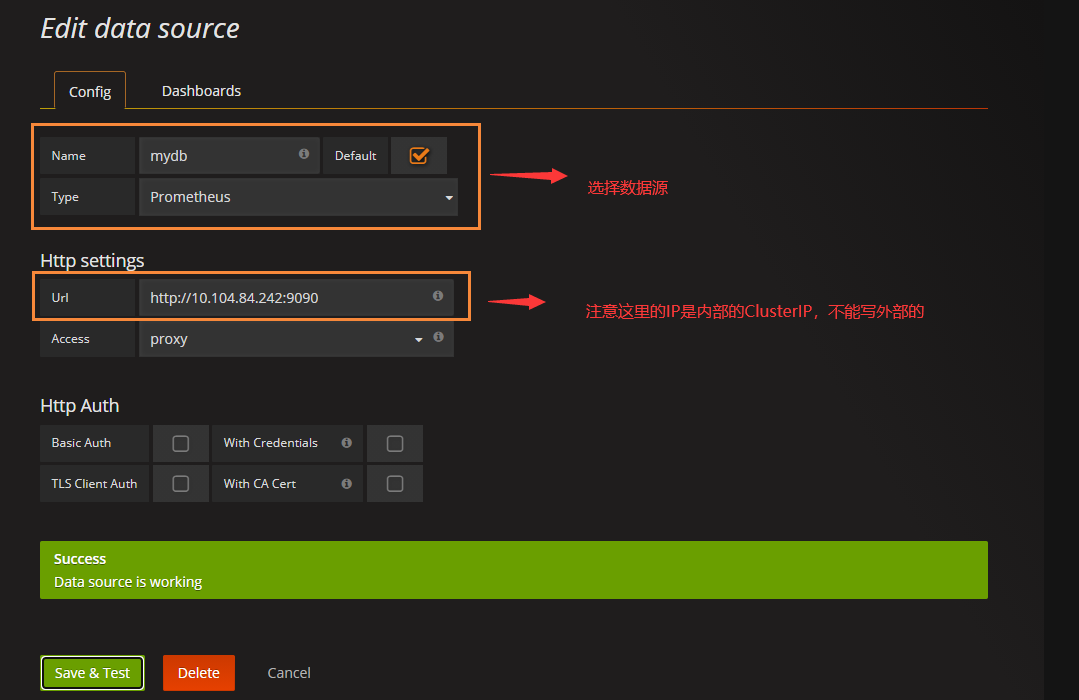 Edit data source
Config Dashboards
Name mydb Default
Type Prometheus
选择数据源
Http settings
Url http://10.104.84.242:9090
注意这里的IP是内部的ClusterIP，不能写外部的
Access proxy
Http Auth
Basic Auth With Credentials
TLS Client Auth With CA Cert
Success
Data source is working
Save & Test Delete Cancel